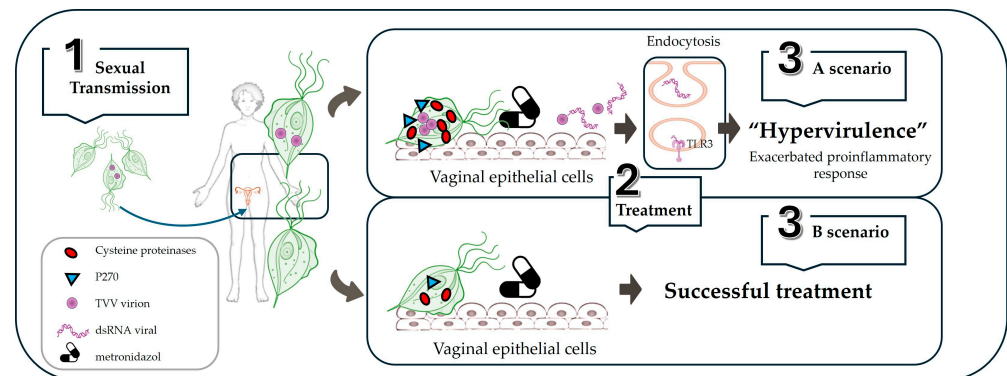 1
Sexual
Transmission
Cysteine proteinases
P270
TVV virion
dsRNA viral
metronidazol
Vaginal epithelial cells
Endocytosis
TLR3
3
A scenario
“Hypervirulence”
Exacerbated proinflammatory
response
2
Treatment
Vaginal epithelial cells
3
B scenario
Successful treatment